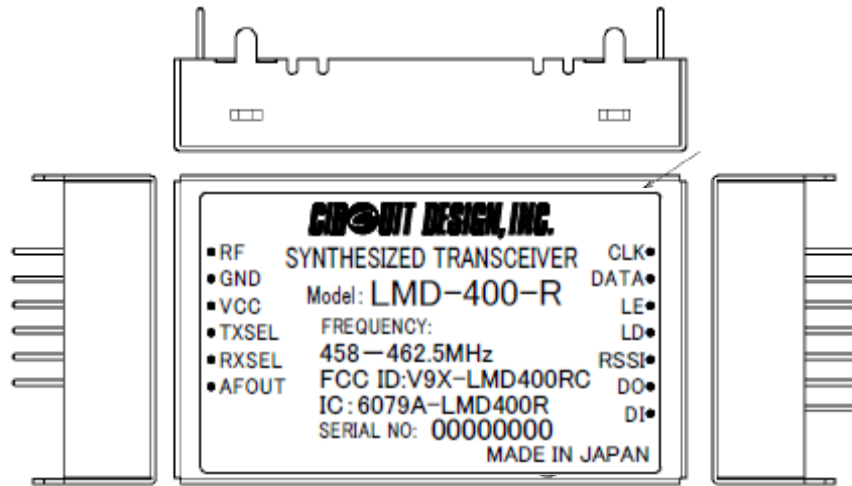 CIRCUIT DESIGN, INC.
SYNTHESIZED TRANSCEIVER
Model: LMD-400-R
FREQUENCY:
458-462.5MHz
FCC ID:V9X-LMD400RC
IC:6079A-LMD400R
SERIAL NO: 00000000
MADE IN JAPAN
RF
GND
VCC
TXSEL
RXSEL
AFOUT
CLK
DATA
LE
LD
RSSI
DO
DI